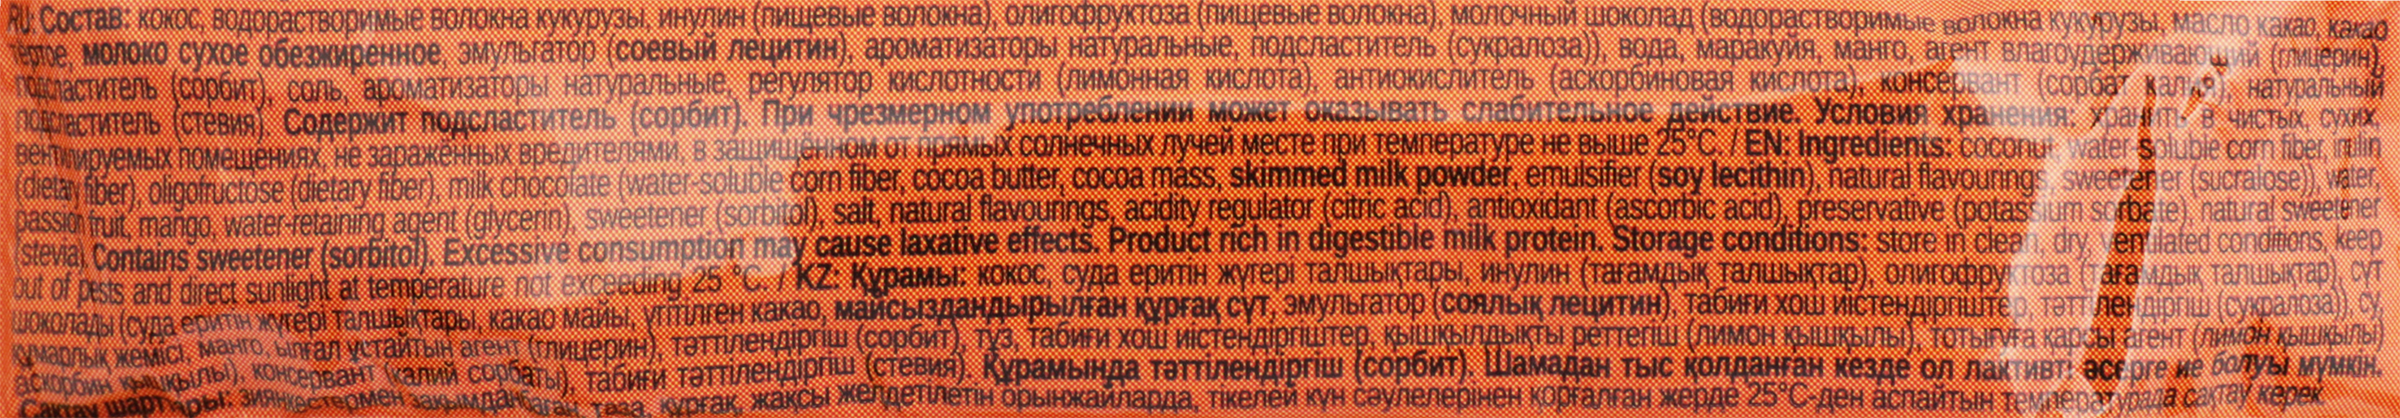 RU: Состав: кокос, водорастворимые волокна кукурузы, инулин (пищевые волокна), олигофруктоза (пищевые волокна), молочный шоколад (водорастворимые волокна кукурузы, масло какао, какао
тертое, молоко сухое обезжиренное, эмульгатор (соевый лецитин), ароматизаторы натуральные, подсластитель (сукралоза)), вода, маракуйя, манго, агент влагоудерживающий (глицерин),
подсластитель (сорбит), соль, ароматизаторы натуральные, регулятор кислотности (лимонная кислота), антиокислитель (аскорбиновая кислота), консервант (сорбат калия), натуральный
подсластитель (стевия). Содержит подсластитель (сорбит). При чрезмерном употреблении может оказывать слабительное действие. Условия хранения: хранить в чистых, сухих,
вентилируемых помещениях, не заражённых вредителями, в защищённом от прямых солнечных лучей месте при температуре не выше 25°C. / EN: Ingredients: coconut, water-soluble corn fiber, inulin
(dietary fiber), oligofructose (dietary fiber), milk chocolate (water-soluble corn fiber, cocoa butter, cocoa mass, skimmed milk powder, emulsifier (soy lecithin), natural flavourings, sweetener (sucralose)), water,
passion fruit, mango, water-retaining agent (glycerin), sweetener (sorbitol), salt, natural flavourings, acidity regulator (citric acid), antioxidant (ascorbic acid), preservative (potassium sorbate), natural sweetener
(stevia). Contains sweetener (sorbitol). Excessive consumption may cause laxative effects. Product rich in digestible milk protein. Storage conditions: store in clean, dry, ventilated conditions, keep
out of pests and direct sunlight at temperature not exceeding 25 °C. / KZ: Құрамы: кокос, суда еритін жүгері талшықтары, инулин (тағамдық талшықтар), олигофруктоза (тағамдық талшықтар), сүт
шоколады (суда еритін жүгері талшықтары, какао майы, үгітілген какао, майсыздандырылған құрғақ сүт, эмульгатор (соялық лецитин), табиғи хош иістендіргіштер, тәттілендіргіш (сукралоза)), су,
құмарлық жемісі, манго, ылғал ұстайтын агент (глицерин), тәттілендіргіш (сорбит), тұз, табиғи хош иістендіргіштер, қышқылдықты реттегіш (лимон қышқылы), тотығуға қарсы агент (лимон қышқылы)
аскорбин қышқылы), консервант (калий сорбаты), табиғи тәттілендіргіш (стевия). Құрамында тәттілендіргіш (сорбит). Шамадан тыс қолданған кезде ол лактивті әсерге ие болуы мүмкін.
Сақтау шарттары: зиянкестермен зақымданбаған, таза, құрғақ, жақсы желдетілетін орынжайларда, тікелей күн сәулелерінен қорғалған жерде 25°C-ден аспайтын температурада сақтау керек.